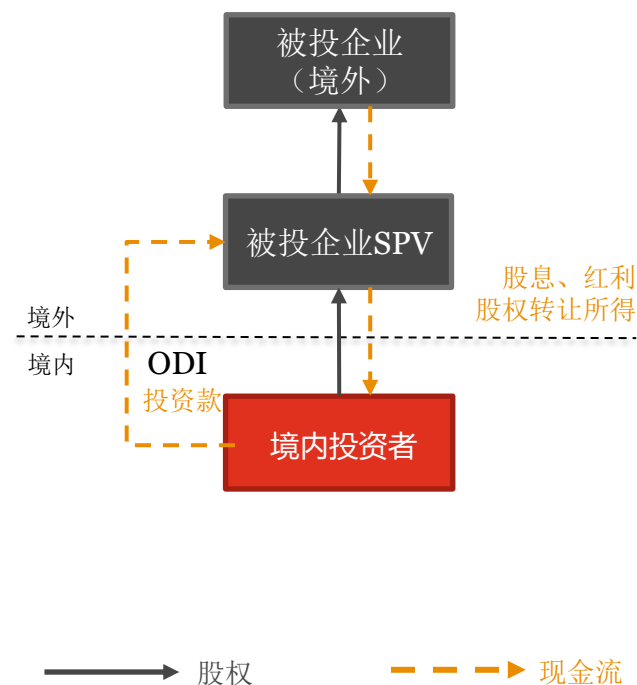 被投企业
（境外）
被投企业SPV
股息、红利
股权转让所得
境外
境内
ODI
投资款
境内投资者
股权
现金流